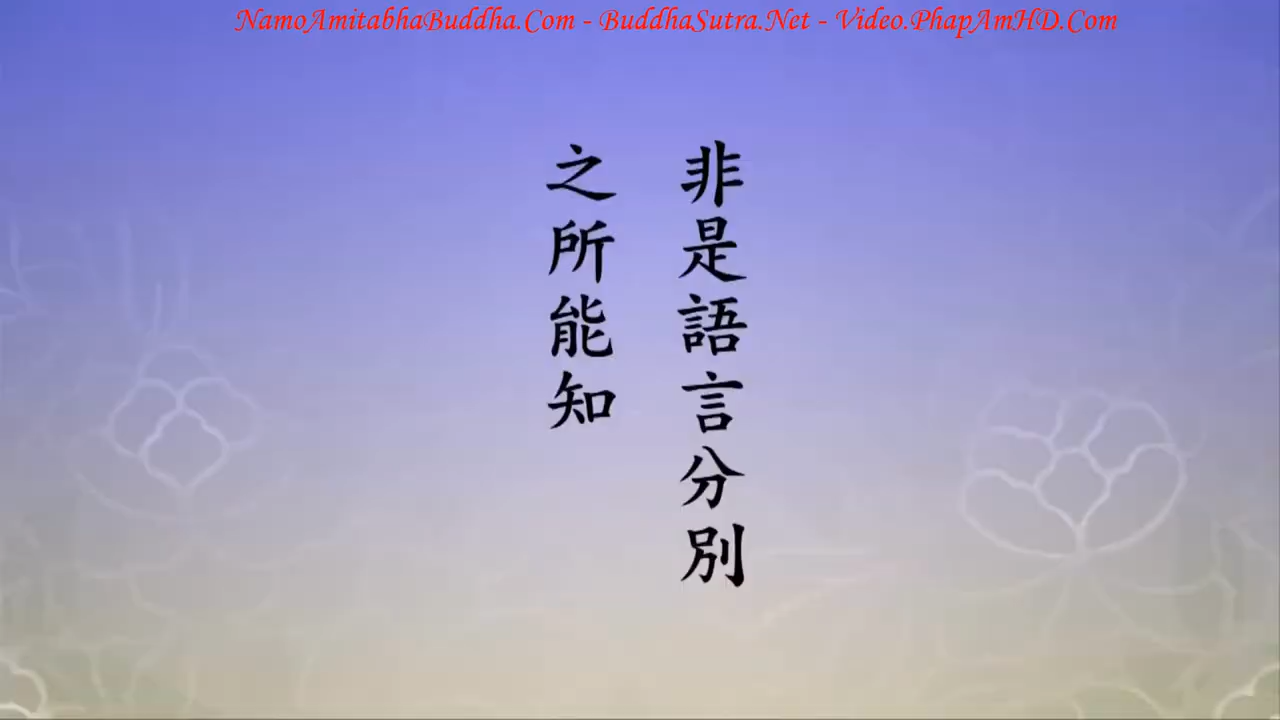 NamoAmitabhaBuddha.Com - BuddhaSutra.Net - Video.PhapAmHD.Com
非是語言分別
之所能知